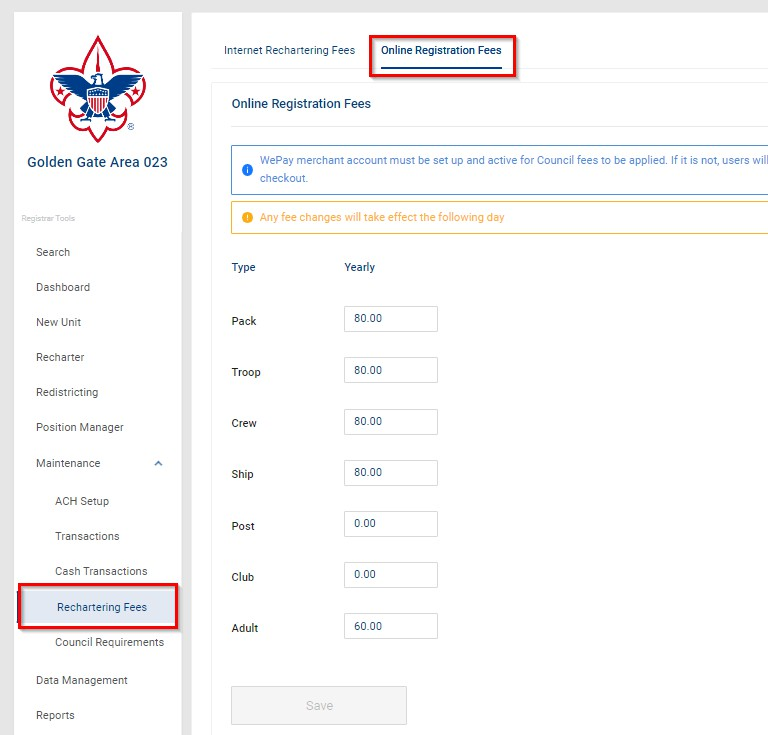 Golden Gate Area 023
Registrar Tools
Search
Dashboard
New Unit
Recharter
Redistricting
Position Manager
Maintenance
ACH Setup
Transactions
Cash Transactions
Rechartering Fees
Council Requirements
Data Management
Reports
Internet Rechartering Fees Online Registration Fees
Online Registration Fees
WePay merchant account must be set up and active for Council fees to be applied. If it is not, users will
checkout.
Any fee changes will take effect the following day
Type Yearly
Pack 80.00
Troop 80.00
Crew 80.00
Ship 80.00
Post 0.00
Club 0.00
Adult 60.00
Save